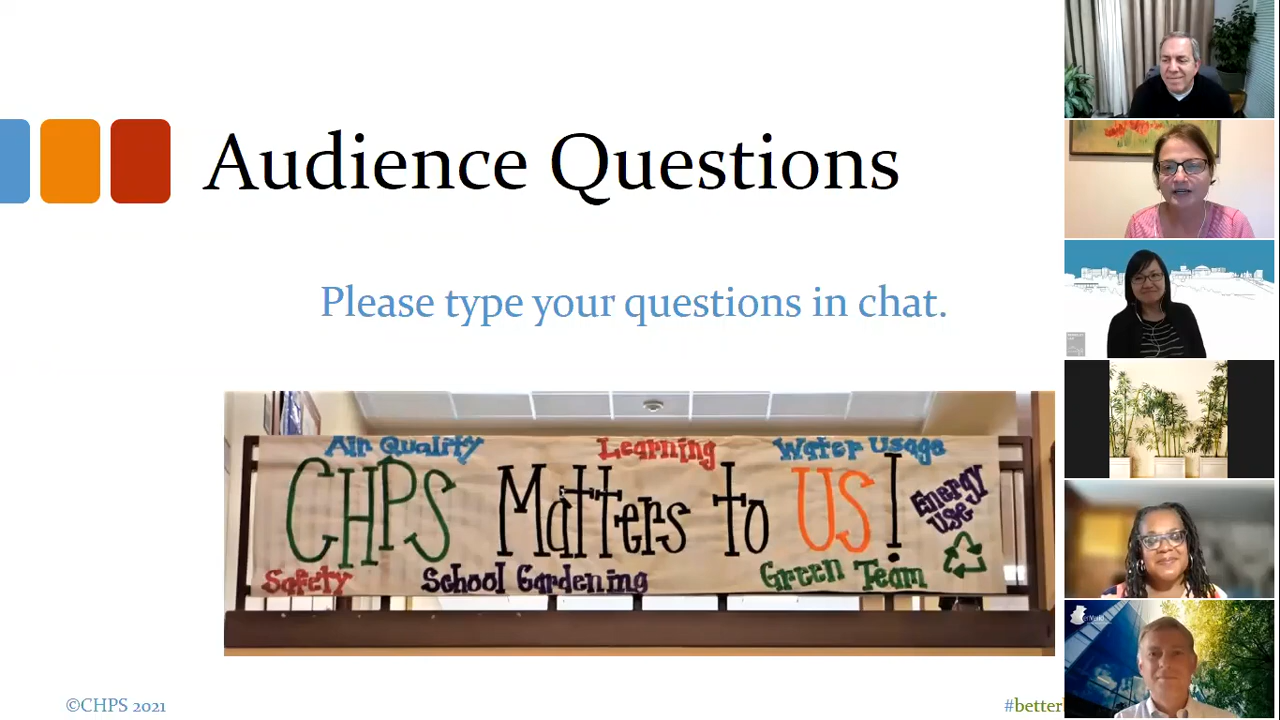 Audience Questions
Please type your questions in chat.
Air Quality Learning Water Usage
CHPS Matters to US!
Energy Use
Safety School Gardening Green Team
©CHPS 2021